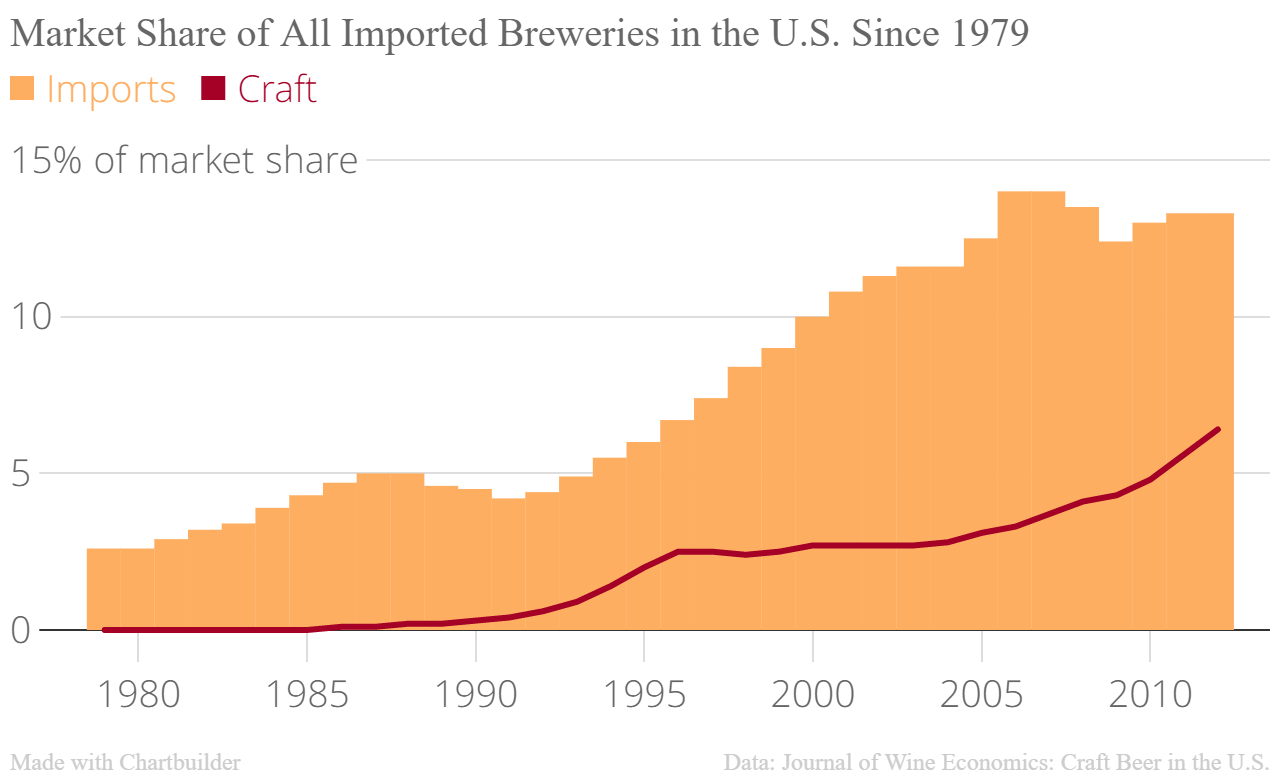 Market Share of All Imported Breweries in the U.S. Since 1979
Imports Craft
15% of market share
10
5
0
1980 1985 1990 1995 2000 2005 2010
Made with Chartbuilder Data: Journal of Wine Economics: Craft Beer in the U.S.